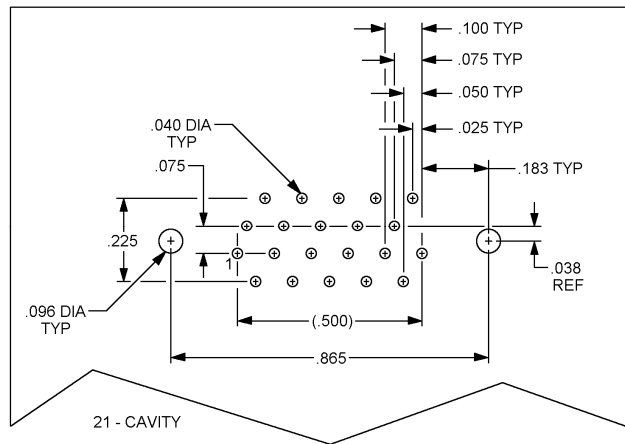 .100 TYP
.075 TYP
.050 TYP
.040 DIA
TYP
.025 TYP
.075
.183 TYP
.225
1
.038
REF
.096 DIA
TYP
(.500)
.865
21 - CAVITY